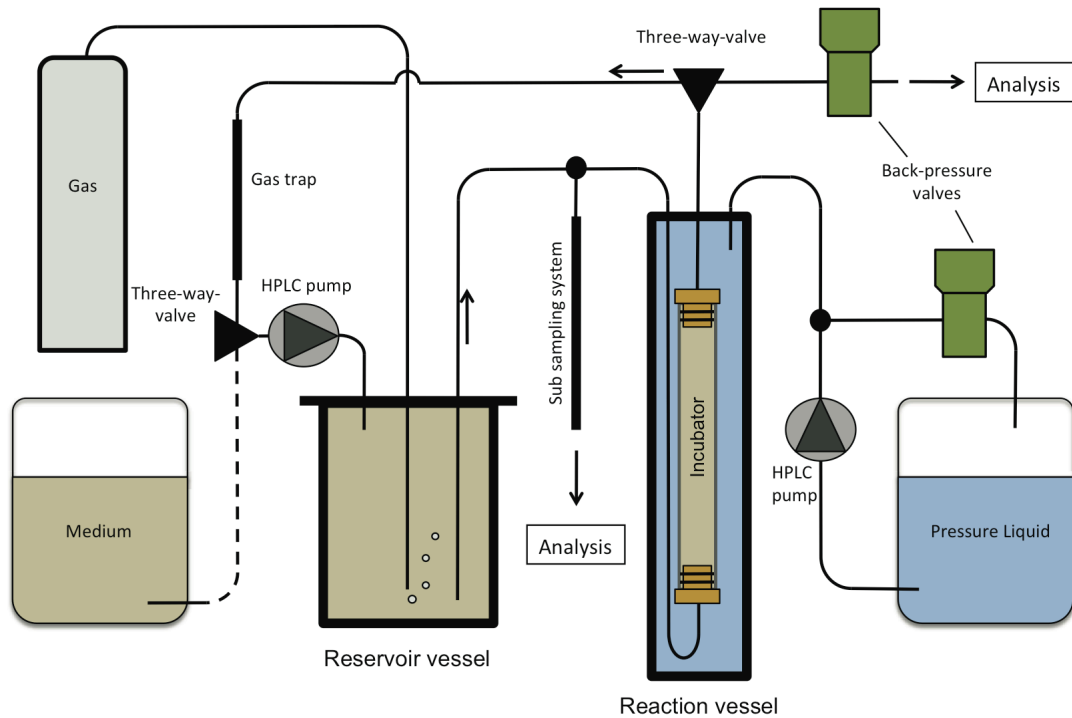 Three-way-valve
Analysis
Gas
Gas trap
Back-pressure
valves
HPLC pump
Three-way-
valve
Sub sampling system
Incubator
HPLC
pump
Medium
Analysis
Pressure Liquid
Reservoir vessel
Reaction vessel